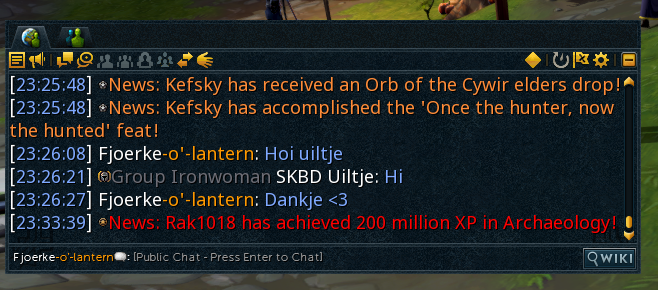 [23:25:48] News: Kefsky has received an Orb of the Cywir elders drop!
[23:25:48] News: Kefsky has accomplished the 'Once the hunter, now
the hunted' feat!
[23:26:08] Fjoerke-o'-lantern: Hoi uiltje
[23:26:21] Group Ironwoman SKBD Uiltje: Hi
[23:26:27] Fjoerke-o'-lantern: Dankje <3
[23:33:39] News: Rak1018 has achieved 200 million XP in Archaeology!
Fjoerke-o'-lantern: [Public Chat - Press Enter to Chat]
WIKI